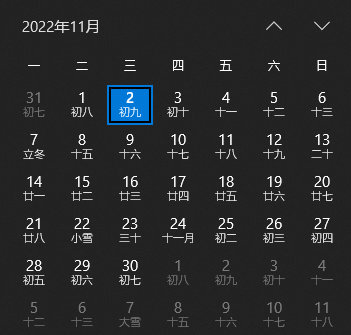 2022年11月
一 二 三 四 五 六 日
31 1 2 3 4 5 6
初七 初八 初九 初十 十一 十二 十三
7 8 9 10 11 12 13
立冬 十五 十六 十七 十八 十九 二十
14 15 16 17 18 19 20
廿一 廿二 廿三 廿四 廿五 廿六 廿七
21 22 23 24 25 26 27
廿八 小雪 三十 十一月 初二 初三 初四
28 29 30 1 2 3 4
初五 初六 初七 初八 初九 初十 十一
5 6 7 8 9 10 11
十二 十三 大雪 十五 十六 十七 十八